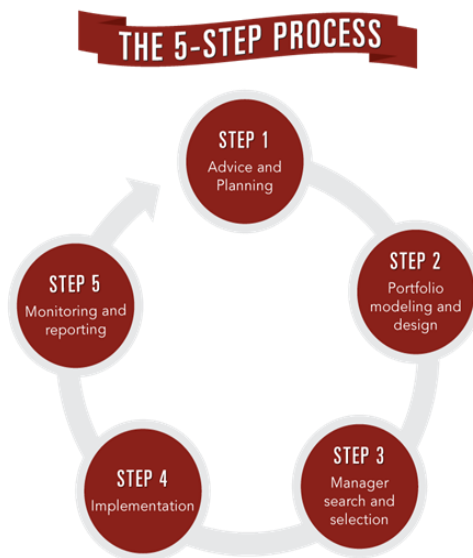 THE 5-STEP PROCESS
STEP 1
Advice and
Planning
STEP 2
Portfolio
modeling and
design
STEP 3
Manager
search and
selection
STEP 4
Implementation
STEP 5
Monitoring and
reporting